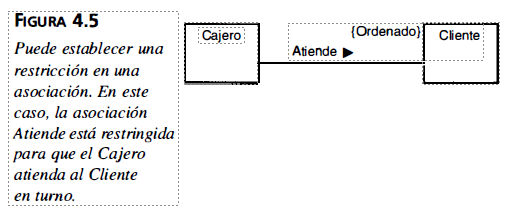 FIGURA 4.5
Puede establecer una
restricción en una
asociación. En este
caso, la asociación
Atiende está restringida
para que el Cajero
atienda al Cliente
en turno.
Cajero
{Ordenado}
Atiende ▶
Cliente